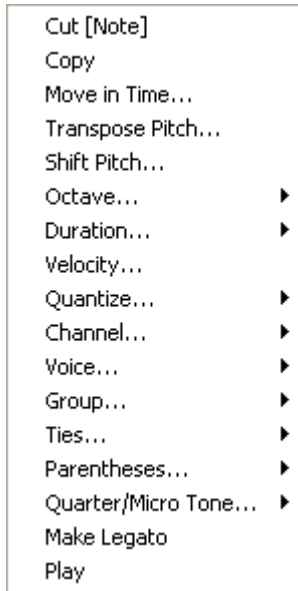 Cut [Note]
Copy
Move in Time...
Transpose Pitch...
Shift Pitch...
Octave...
Duration...
Velocity...
Quantize...
Channel...
Voice...
Group...
Ties...
Parentheses...
Quarter/Micro Tone...
Make Legato
Play